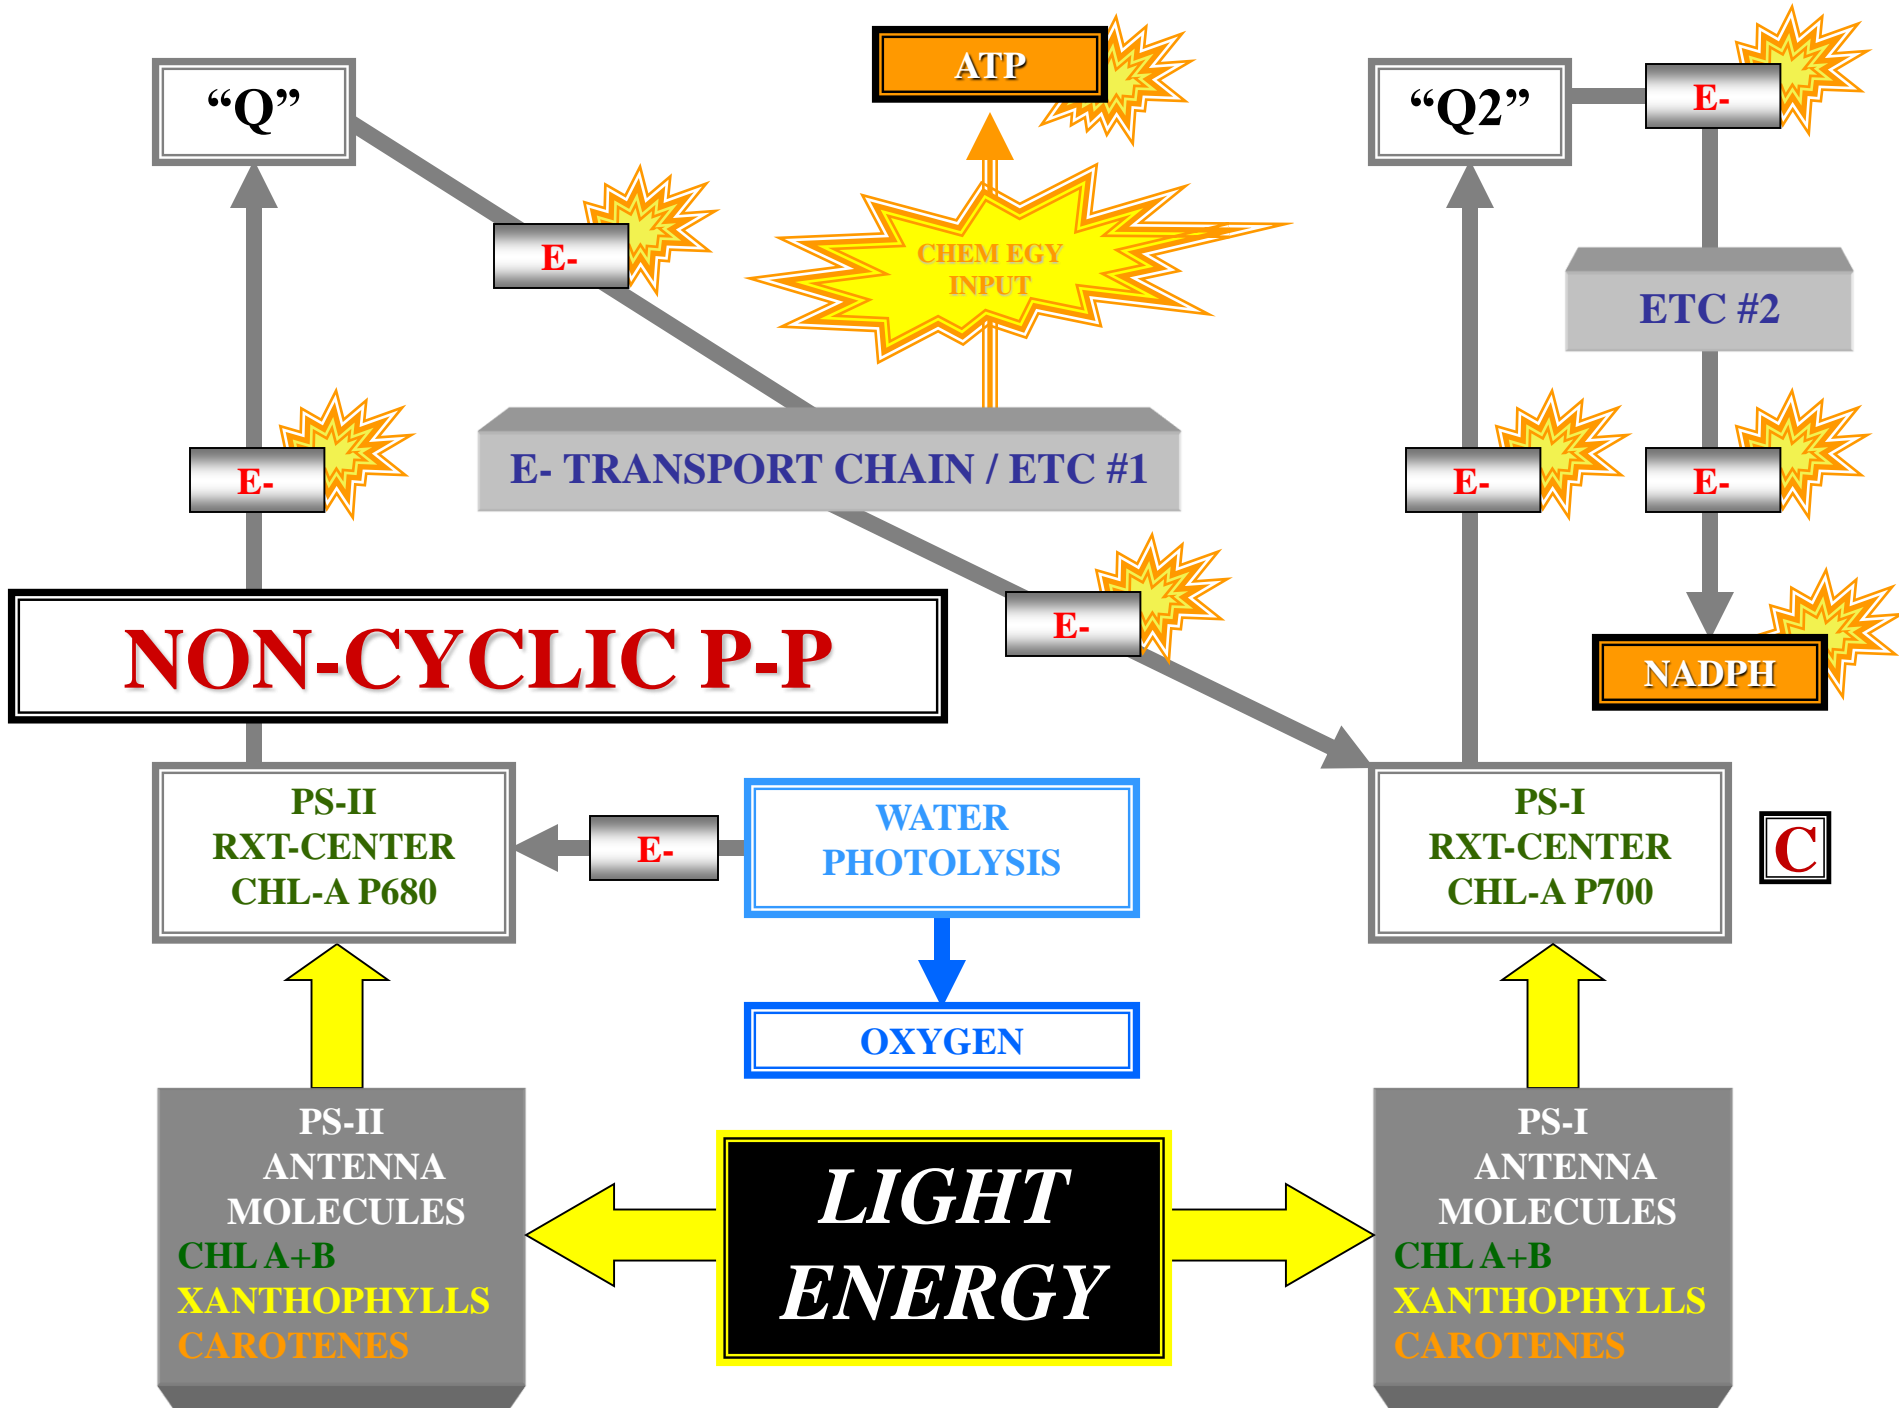 “Q”
ATP
“Q2”
E-
E-
CHEM EGY
INPUT
ETC #2
E- TRANSPORT CHAIN / ETC #1
E-
E-
E-
E-
NON-CYCLIC P-P
NADPH
PS-II
RXT-CENTER
CHL-A P680
E-
WATER
PHOTOLYSIS
PS-I
RXT-CENTER
CHL-A P700
C
OXYGEN
PS-II
ANTENNA
MOLECULES
CHL A+B
XANTHOPHYLLS
CAROTENES
LIGHT
ENERGY
PS-I
ANTENNA
MOLECULES
CHL A+B
XANTHOPHYLLS
CAROTENES